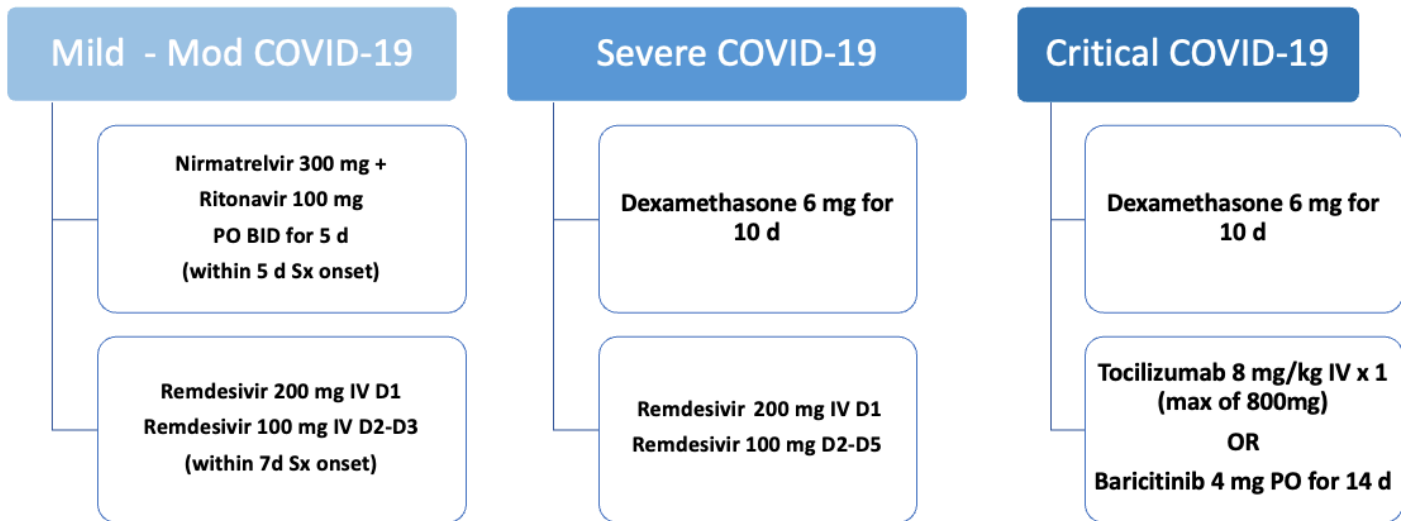 Mild  - Mod COVID-19
Nirmatrelvir 300 mg +
Ritonavir 100 mg
PO BID for 5 d
(within 5 d Sx onset)
Remdesivir 200 mg IV D1
Remdesivir 100 mg IV D2-D3
(within 7d Sx onset)
Severe COVID-19
Dexamethasone 6 mg for
10 d
Remdesivir 200 mg IV D1
Remdesivir 100 mg D2-D5
Critical COVID-19
Dexamethasone 6 mg for
10 d
Tocilizumab 8 mg/kg IV x 1
(max of 800mg)
OR
Baricitinib 4 mg PO for 14 d